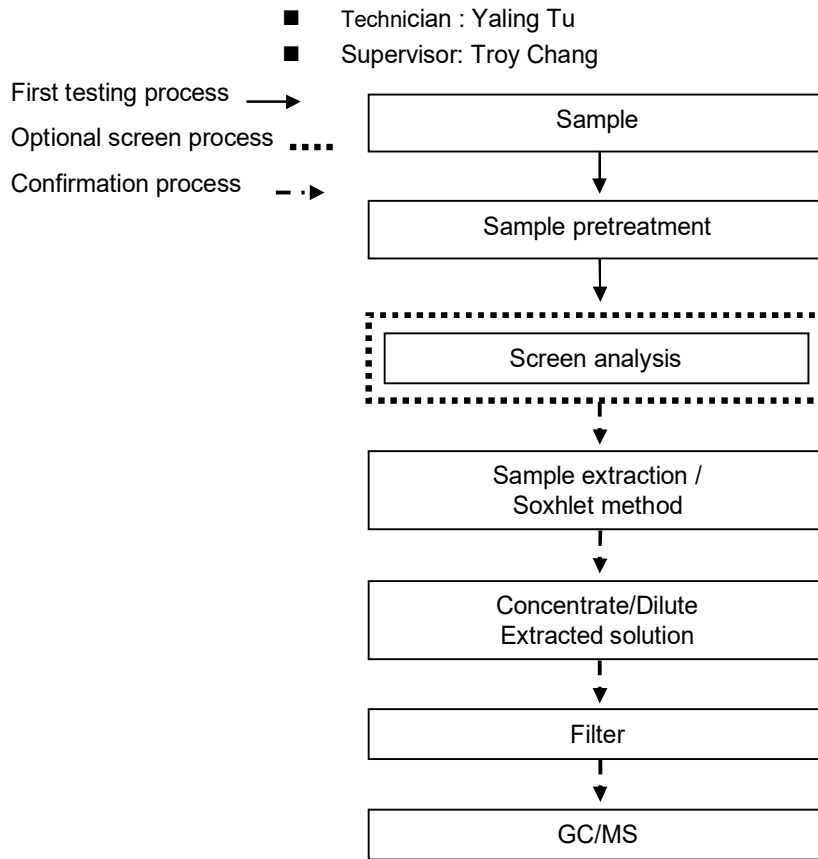 ■ Technician : Yaling Tu
■ Supervisor: Troy Chang
First testing process
Optional screen process
Confirmation process
Sample
Sample pretreatment
Screen analysis
Sample extraction /
Soxhlet method
Concentrate/Dilute
Extracted solution
Filter
GC/MS